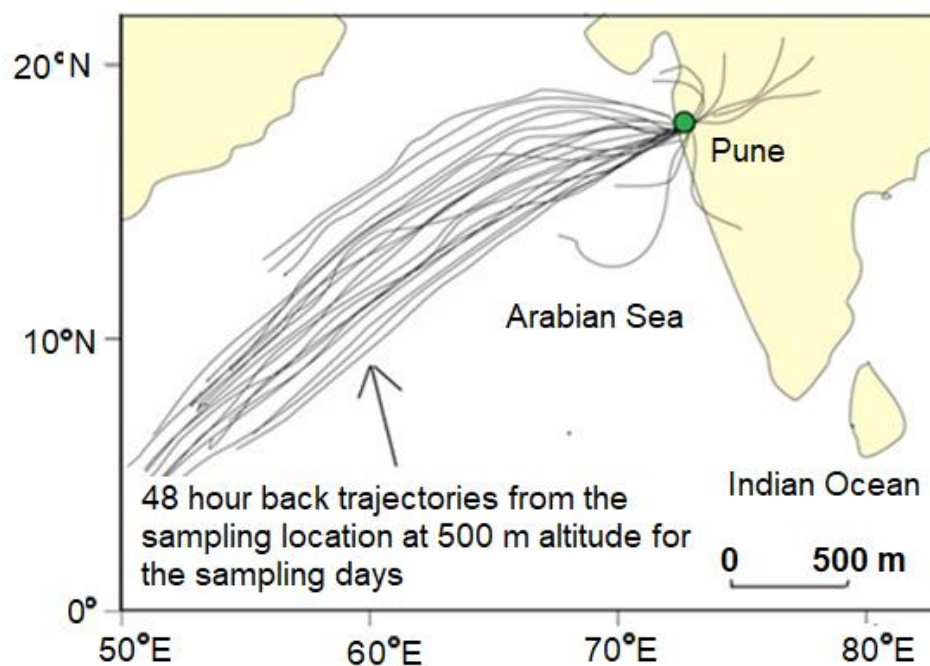 20°N
Pune
Arabian Sea
10°N
48 hour back trajectories from the
sampling location at 500 m altitude for
the sampling days
Indian Ocean
0 500 m
0°
50°E 60°E 70°E 80°E